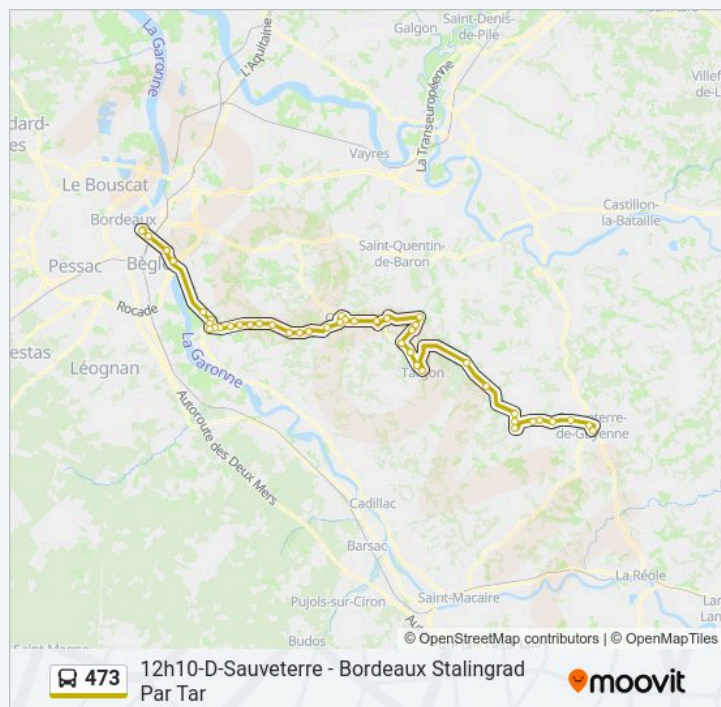 Saint-Denis-
de-Pile
Galgon
La Garonne
L'Aquitaine
La Transeuropéenne
Villef
de-L
dard-
es
Vayres
Le Bouscat
Castillon-
la-Bataille
Bordeaux
Saint-Quentin-
de-Baron
Pessac
Bègle
Rocade
estas
La Garonne
Léognan
Autoroute des Deux Mers
de-Guyenne
Cadillac
Barsac
La Réole
Saint-Macaire
Pujols-sur-Ciron
Budos
© OpenStreetMap contributors | © OpenMapTiles
473
12h10-D-Sauveterre - Bordeaux Stalingrad
Par Tar
moovit